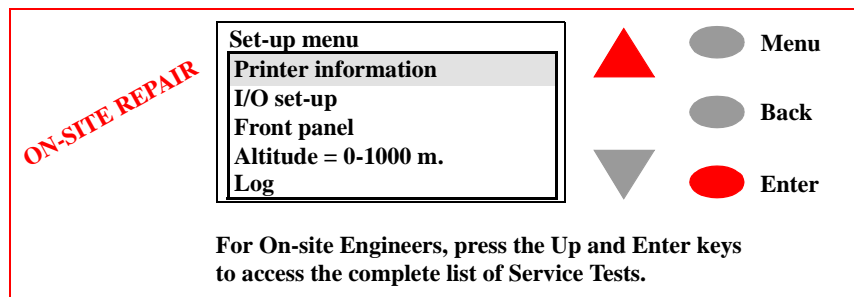 ON-SITE REPAIR
Set-up menu
Printer information
I/O set-up
Front panel
Altitude = 0-1000 m.
Log
Menu
Back
Enter
For On-site Engineers, press the Up and Enter keys
to access the complete list of Service Tests.